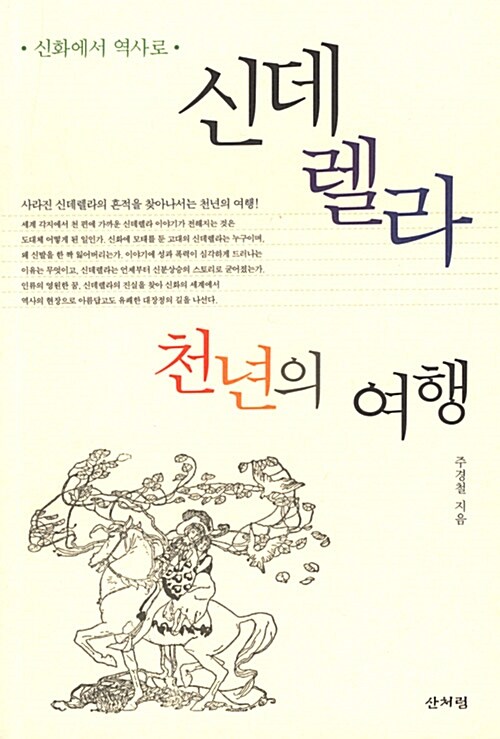 • 신화에서 역사로 •
신데
렐라
사라진 신데렐라의 흔적을 찾아나서는 천년의 여행!
세계 각지에서 천 편에 가까운 신데렐라 이야기가 전해지는 것은
도대체 어떻게 된 일인가. 신화에 모태를 둔 고대의 신데렐라는 누구이며,
왜 신발을 한 짝 잃어버리는가. 이야기에 성과 폭력이 심각하게 드러나는
이유는 무엇이고, 신데렐라는 언제부터 신분상승의 스토리로 굳어졌는가.
인류의 영원한 꿈, 신데렐라의 진실을 찾아 신화의 세계에서
역사의 현장으로 아름답고도 유쾌한 대장정의 길을 나선다.
천년의 여행
주경철 지음
산처럼